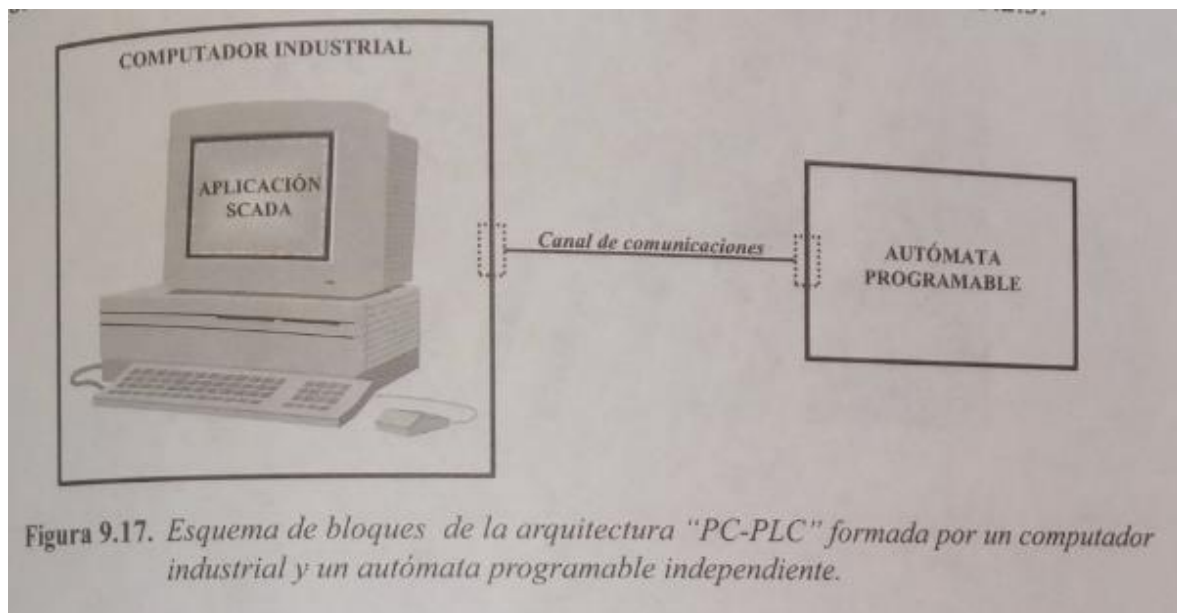 COMPUTADOR INDUSTRIAL
APLICACIÓN
SCADA
Canal de comunicaciones
AUTÓMATA
PROGRAMABLE
Figura 9.17. Esquema de bloques de la arquitectura “PC-PLC” formada por un computador
industrial y un autómata programable independiente.